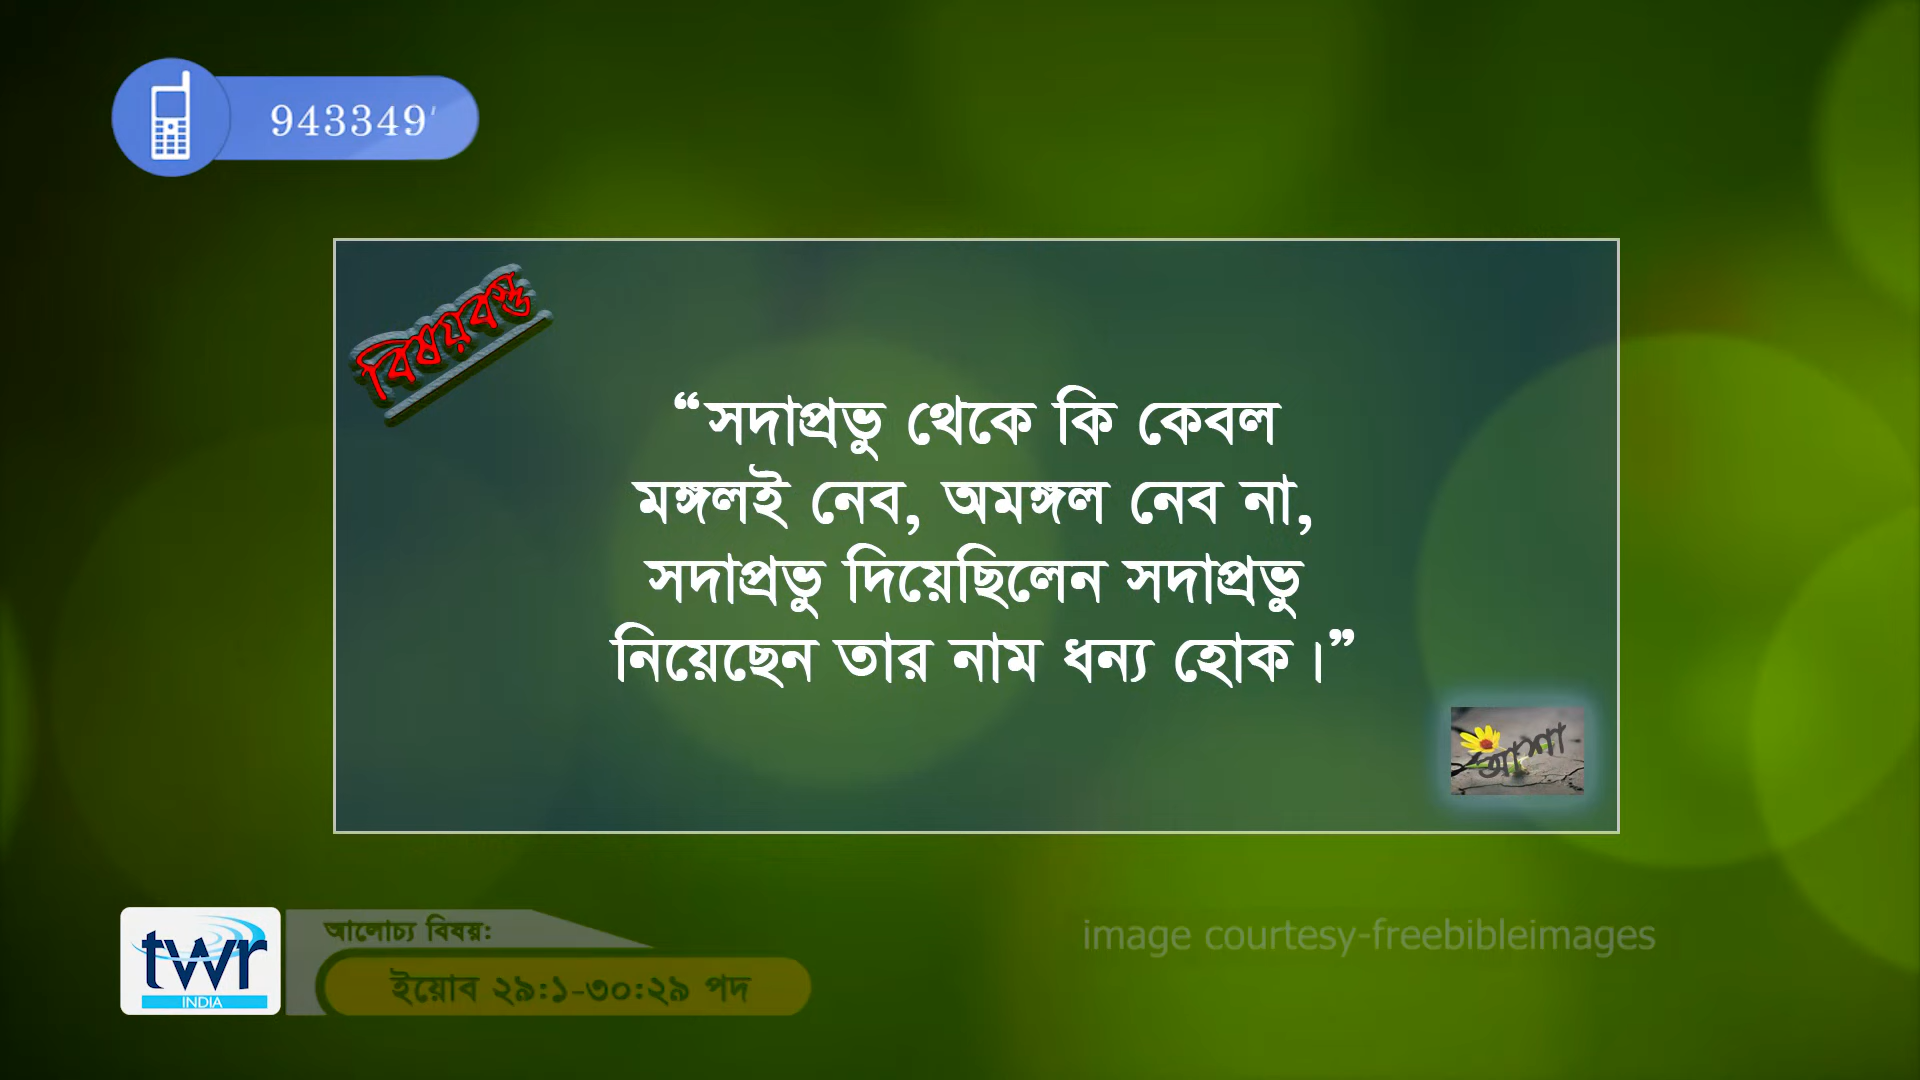 943349
বিষয়বস্তু
“সদাপ্রভু থেকে কি কেবল
মঙ্গলই নেব, অমঙ্গল নেব না,
সদাপ্রভু দিয়েছিলেন সদাপ্রভু
নিয়েছেন তার নাম ধন্য হোক।”
আশা
twr
INDIA
আলোচ্য বিষয়:
ইয়োব ২৯:১-৩০:২৯ পদ
image courtesy-freebibleimages